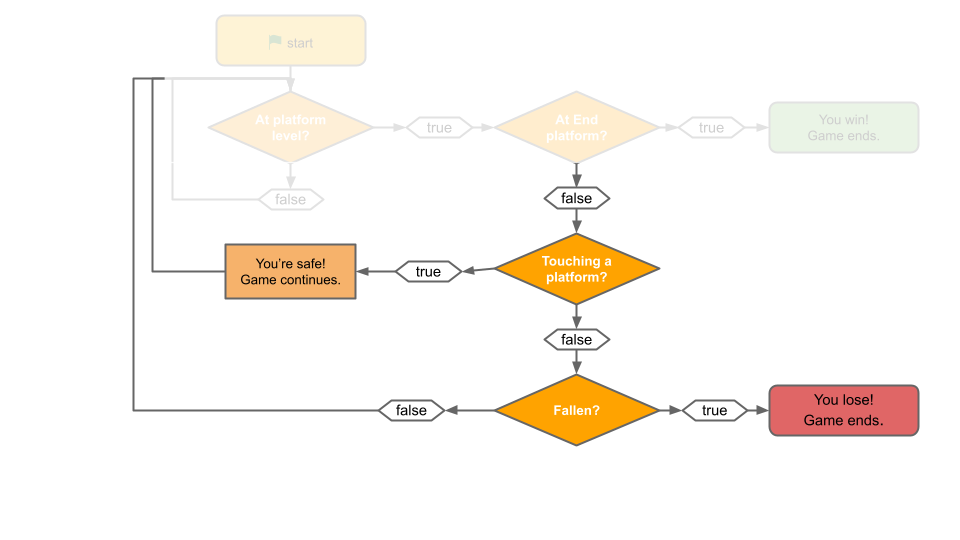 start
At platform
level?
true
At End
platform?
true
You win!
Game ends.
false
false
You're safe!
Game continues.
true
Touching a
platform?
false
false
Fallen?
true
You lose!
Game ends.